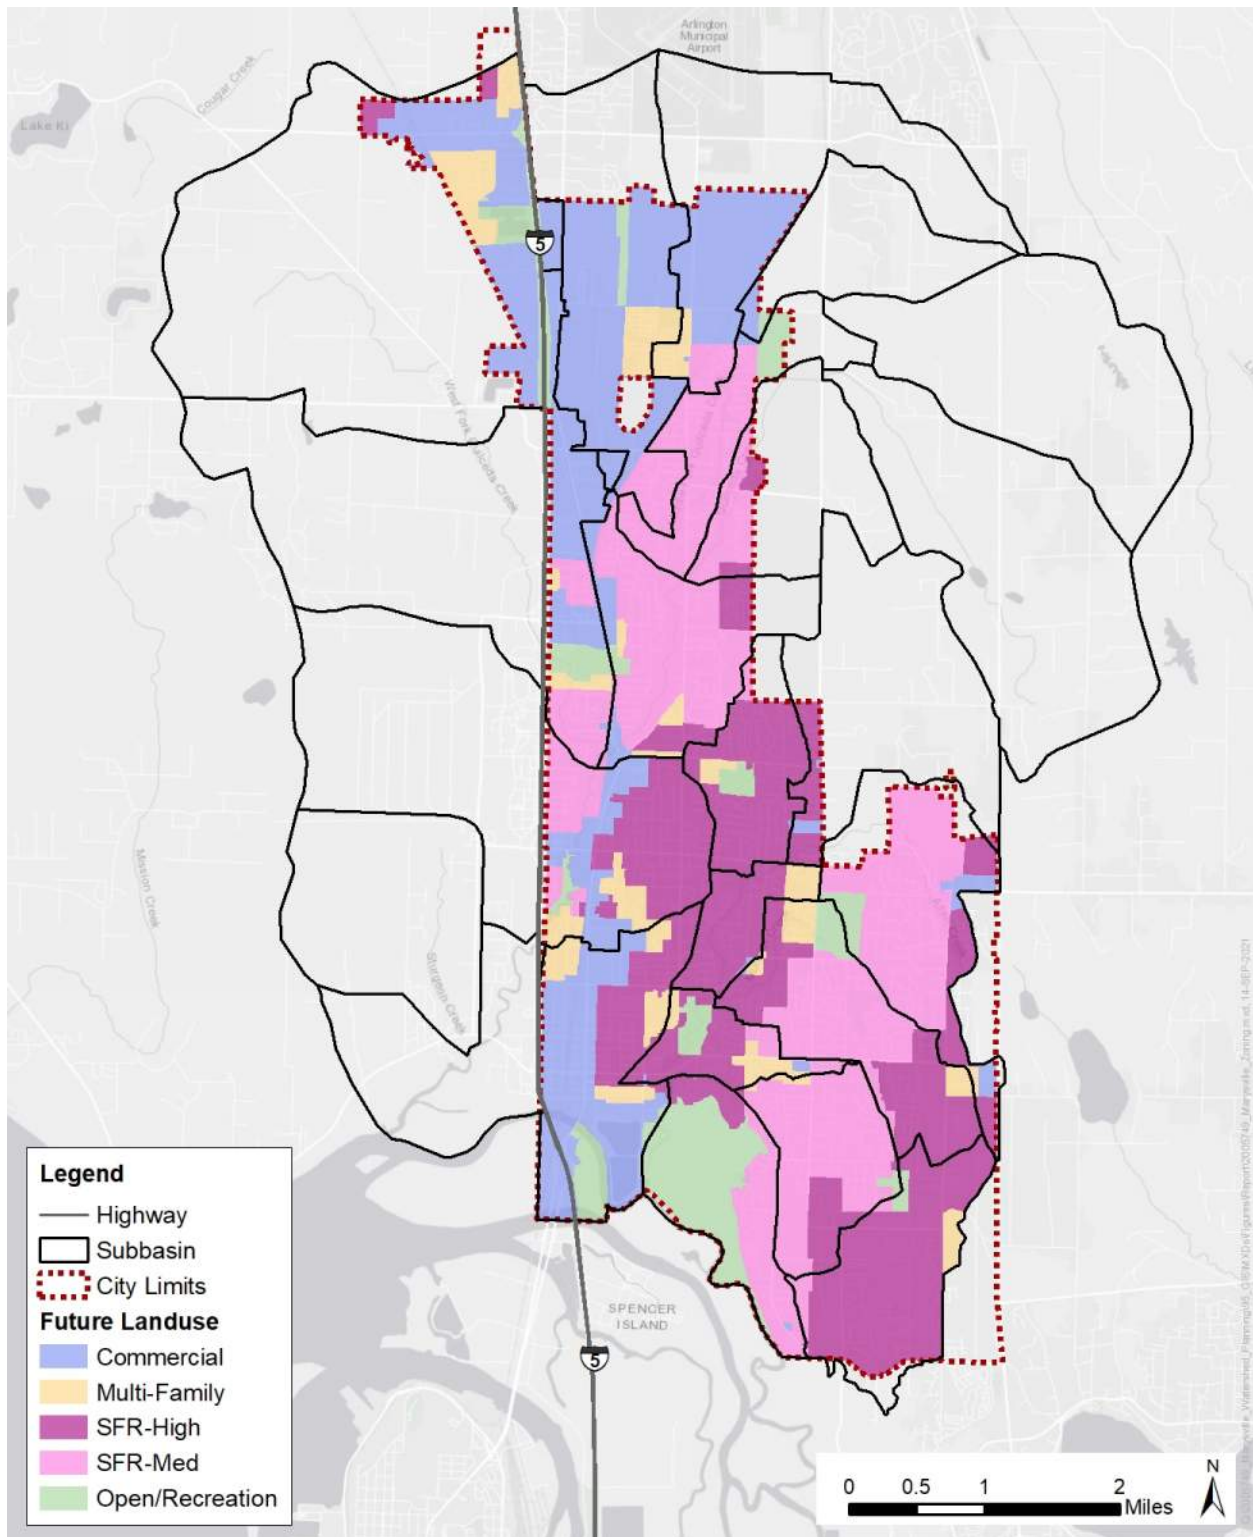 Arlington
Municipal
Airport
Cougar Creek
Lake Ki
5
West Fork Quilceda Creek
Mission Creek
Sturgeon Creek
SPENCER
ISLAND
5
Legend
Highway
Subbasin
City Limits
Future Landuse
Commercial
Multi-Family
SFR-High
SFR-Med
Open/Recreation
0 0.5 1 2
Miles
N